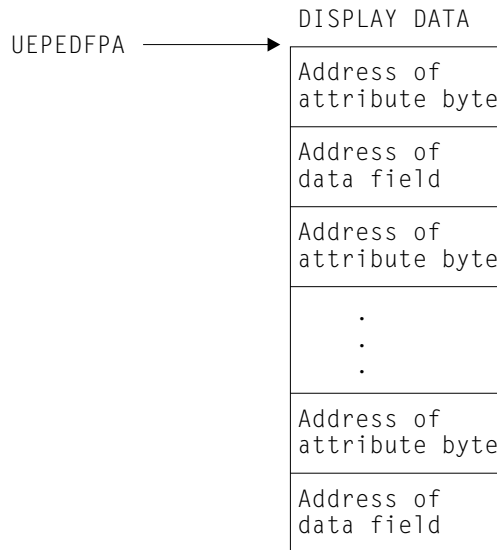 DISPLAY DATA
UEPEDFPA
Address of
attribute byte
Address of
data field
Address of
attribute byte
.
.
.
Address of
attribute byte
Address of
data field